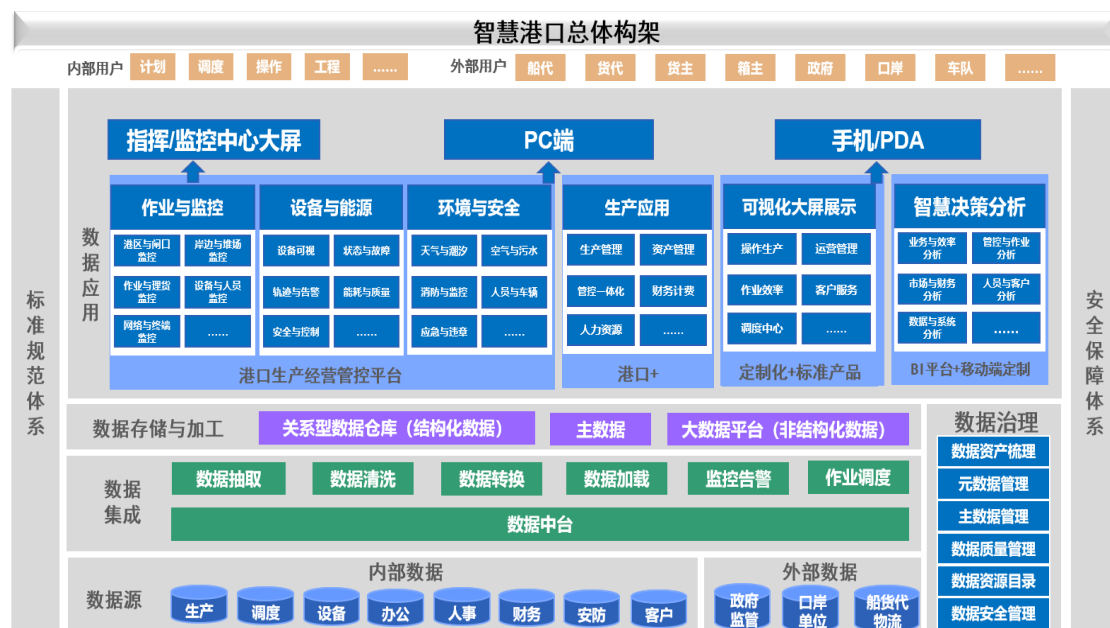 智慧港口总体构架
内部用户 计划 调度 操作 工程 ...... 外部用户 船代 货代 货主 箱主 政府 口岸 车队 ......
标准规范体系
数据应用
指挥/监控中心大屏 PC端 手机/PDA
作业与监控
港区与闸口监控 岸边与堆场监控
作业与理货监控 设备与人员监控
网络与终端监控 ......
设备与能源
设备可视 状态与故障
轨迹与告警 能耗与质量
安全与控制 ......
环境与安全
天气与潮汐 空气与污水
消防与监控 人员与车辆
应急与违章 ......
港口生产经营管控平台
生产应用
生产管理 资产管理
管控一体化 财务计费
人力资源 ......
港口+
可视化大屏展示
操作生产 运营管理
作业效率 客户服务
调度中心 ......
定制化+标准产品
智慧决策分析
业务与效率分析 管控与作业分析
市场与财务分析 人员与客户分析
数据与系统分析 ......
BI平台+移动端定制
数据存储与加工 关系型数据仓库（结构化数据） 主数据 大数据平台（非结构化数据）
数据集成
数据抽取 数据清洗 数据转换 数据加载 监控告警 作业调度
数据中台
数据源
内部数据
生产 调度 设备 办公 人事 财务 安防 客户
外部数据
政府监管 口岸单位 船货代物流
数据治理
数据资产梳理
元数据管理
主数据管理
数据质量管理
数据资源目录
数据安全管理
安全保障体系